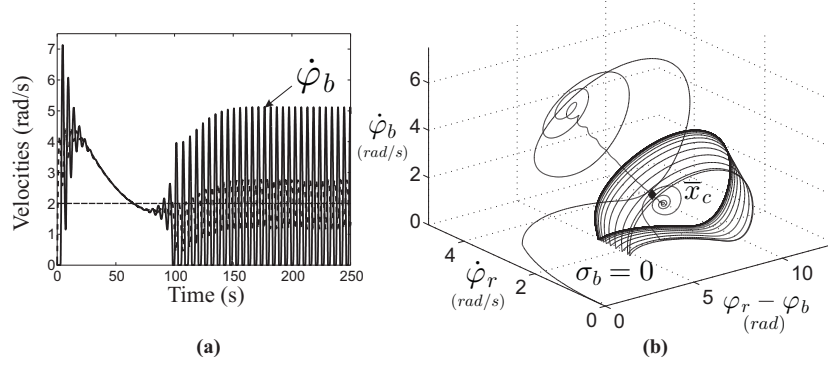 7
6
5
4
3
2
1
0
0 50 100 150 200 250
Velocities (rad/s)
Time (s)
φ̇_b
(a)
6
4
2
0
φ̇_b
(rad/s)
4
2
0
φ̇_r
(rad/s)
0
5
10
φ_r − φ_b
(rad)
x̄_c
σ_b = 0
(b)